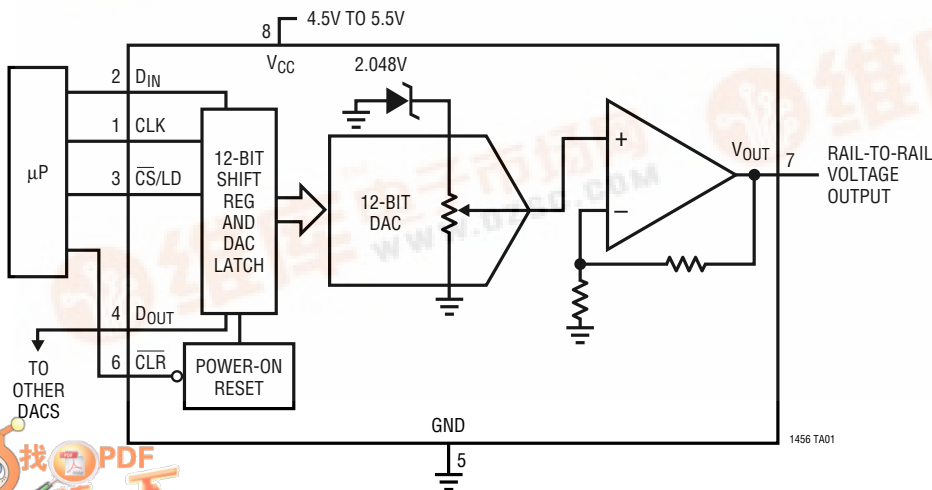 4.5V TO 5.5V
8
VCC
2.048V
2 DIN
1 CLK
3 CS/LD
µP
12-BIT
SHIFT
REG
AND
DAC
LATCH
12-BIT
DAC
+
–
VOUT
7
RAIL-TO-RAIL
VOLTAGE
OUTPUT
4 DOUT
TO
OTHER
DACS
6 CLR
POWER-ON
RESET
GND
5
1456 TA01
找 PDF